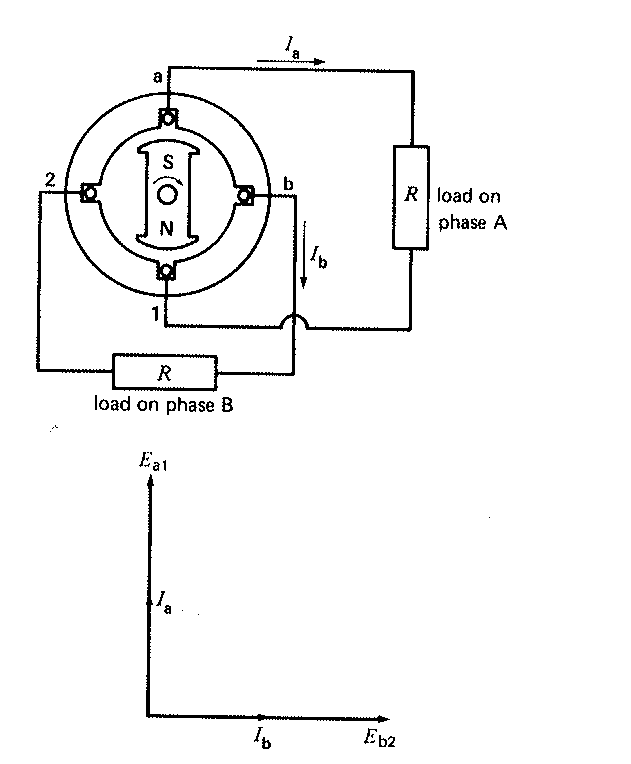 I_a
a
S
2
b
R load on
phase A
N
I_b
1
R
load on phase B
E_a1
I_a
I_b
E_b2